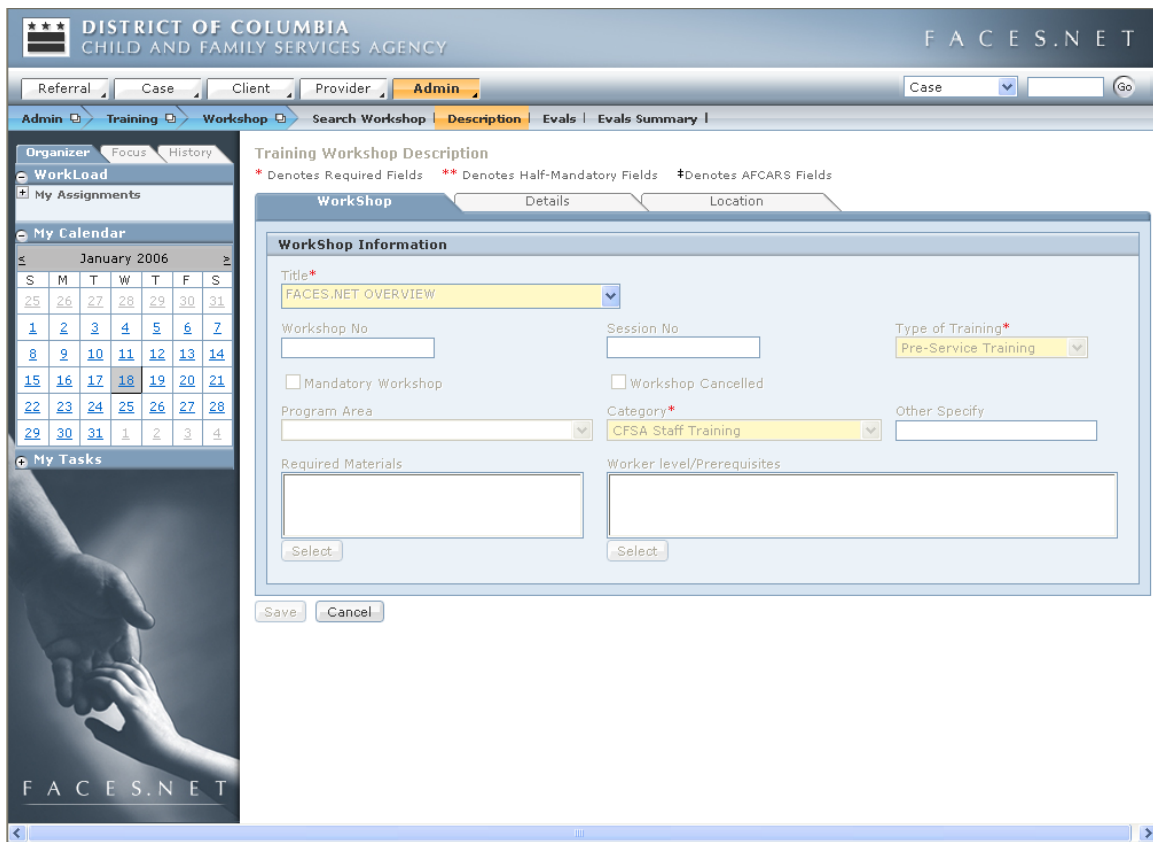 DISTRICT OF COLUMBIA
CHILD AND FAMILY SERVICES AGENCY
FACES.NET
Referral Case Client Provider Admin Case Go
Admin Training Workshop Search Workshop | Description | Evals | Evals Summary |
Organizer Focus History
WorkLoad
My Assignments
My Calendar
< January 2006 >
S M T W T F S
25 26 27 28 29 30 31
1 2 3 4 5 6 7
8 9 10 11 12 13 14
15 16 17 18 19 20 21
22 23 24 25 26 27 28
29 30 31 1 2 3 4
My Tasks
FACES.NET
Training Workshop Description
* Denotes Required Fields ** Denotes Half-Mandatory Fields ‡Denotes AFCARS Fields
WorkShop Details Location
WorkShop Information
Title*
FACES.NET OVERVIEW
Workshop No Session No Type of Training*
Pre-Service Training
Mandatory Workshop Workshop Cancelled
Program Area Category* Other Specify
CFSA Staff Training
Required Materials Worker level/Prerequisites
Select Select
Save Cancel